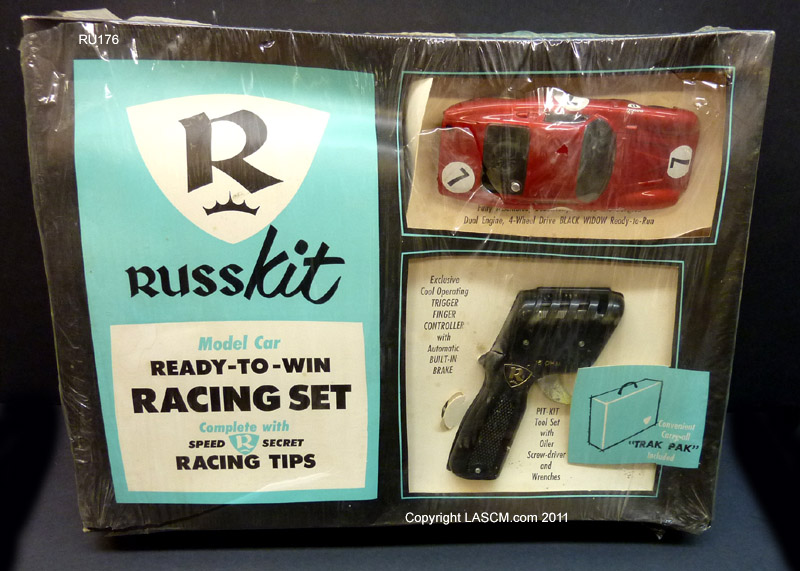 RU176
R
RUSSkit
Model Car
READY-TO-WIN
RACING SET
Complete with
SPEED R SECRET
RACING TIPS
7
7
Dual Engine, 4-Wheel Drive BLACK WIDOW Ready-to-Run
Exclusive
Cool Operating
TRIGGER
FINGER
CONTROLLER
with
Automatic
BUILT-IN
BRAKE
R
PIT-KIT
Tool Set
with
Oiler
Screw-driver
and
Wrenches
Convenient
Carry-all
"TRAK PAK"
Included
Copyright LASCM.com 2011